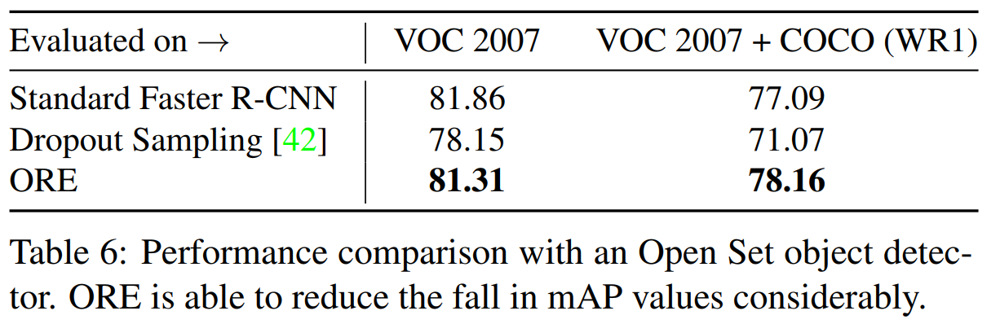 Evaluated on → VOC 2007 VOC 2007 + COCO (WR1)
Standard Faster R-CNN 81.86 77.09
Dropout Sampling [42] 78.15 71.07
ORE 81.31 78.16
Table 6: Performance comparison with an Open Set object detec-
tor. ORE is able to reduce the fall in mAP values considerably.